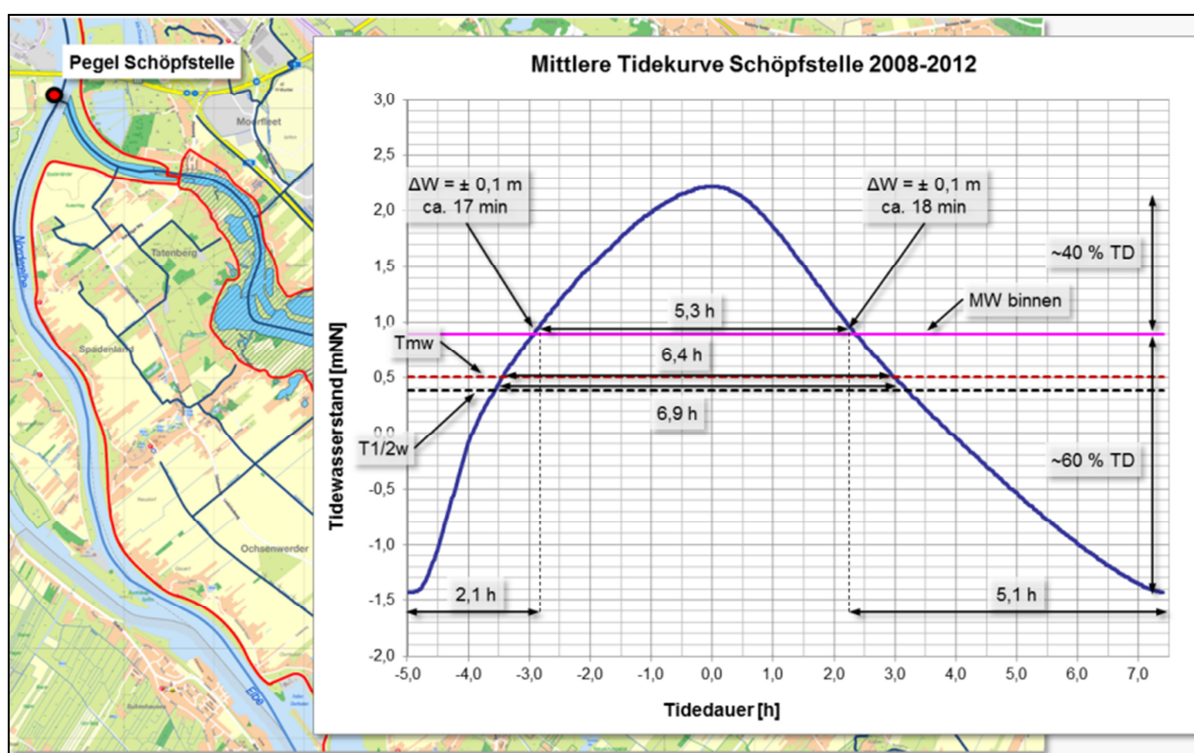 Pegel Schöpfstelle
Moorfleet
Tatenberg
Spadenland
Ochsenwerder
Norderelbe
Elbe
Mittlere Tidekurve Schöpfstelle 2008-2012
Tidewasserstand [mNN]
3,0
2,5
2,0
1,5
1,0
0,5
0,0
-0,5
-1,0
-1,5
-2,0
ΔW = ± 0,1 m
ca. 17 min
ΔW = ± 0,1 m
ca. 18 min
~40 % TD
MW binnen
5,3 h
Tmw
6,4 h
6,9 h
T1/2w
~60 % TD
2,1 h
5,1 h
-5,0
-4,0
-3,0
-2,0
-1,0
0,0
1,0
2,0
3,0
4,0
5,0
6,0
7,0
Tidedauer [h]